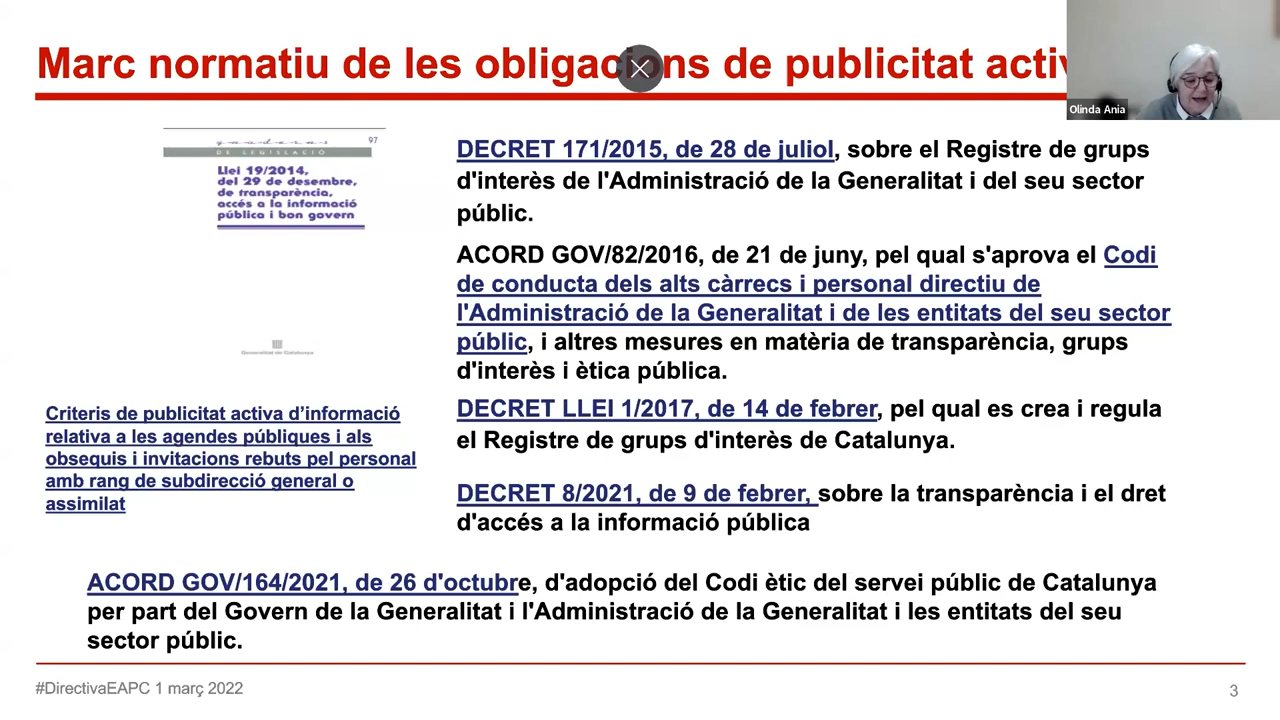 Marc normatiu de les obligacions de publicitat activ
Olinda Ania
quaderns 97
DE LEGISLACIÓ
Llei 19/2014,
del 29 de desembre,
de transparència,
accés a la informació
pública i bon govern
Generalitat de Catalunya
Criteris de publicitat activa d’informació
relativa a les agendes públiques i als
obsequis i invitacions rebuts pel personal
amb rang de subdirecció general o
assimilat
DECRET 171/2015, de 28 de juliol, sobre el Registre de grups
d'interès de l'Administració de la Generalitat i del seu sector
públic.
ACORD GOV/82/2016, de 21 de juny, pel qual s'aprova el Codi
de conducta dels alts càrrecs i personal directiu de
l'Administració de la Generalitat i de les entitats del seu sector
públic, i altres mesures en matèria de transparència, grups
d'interès i ètica pública.
DECRET LLEI 1/2017, de 14 de febrer, pel qual es crea i regula
el Registre de grups d'interès de Catalunya.
DECRET 8/2021, de 9 de febrer, sobre la transparència i el dret
d'accés a la informació pública
ACORD GOV/164/2021, de 26 d'octubre, d'adopció del Codi ètic del servei públic de Catalunya
per part del Govern de la Generalitat i l'Administració de la Generalitat i les entitats del seu
sector públic.
#DirectivaEAPC 1 març 2022
3